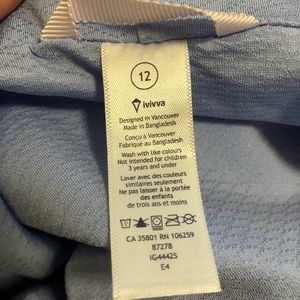 12
ivivva
Designed in Vancouver
Made in Bangladesh
Conçu à Vancouver
Fabriqué au Bangladesh
Wash with like colours
Not intended for children
3 years and under
Laver avec des couleurs
similaires seulement
Ne pas laisser à la portée
des enfants
de trois ans et moins
CA 35801 RN 106259
87278
IG4442S
E4